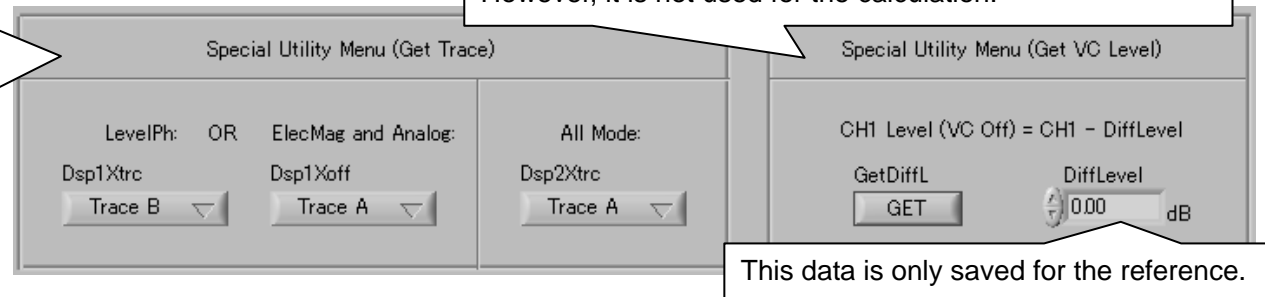 However, it is not used for the calculation.
Special Utility Menu (Get Trace)
Special Utility Menu (Get VC Level)
LevelPh: OR ElecMag and Analog:
All Mode:
CH1 Level (VC Off) = CH1 - DiffLevel
Dsp1Xtrc
Dsp1Xoff
Dsp2Xtrc
GetDiffL
DiffLevel
Trace B
Trace A
Trace A
GET
0.00 dB
This data is only saved for the reference.